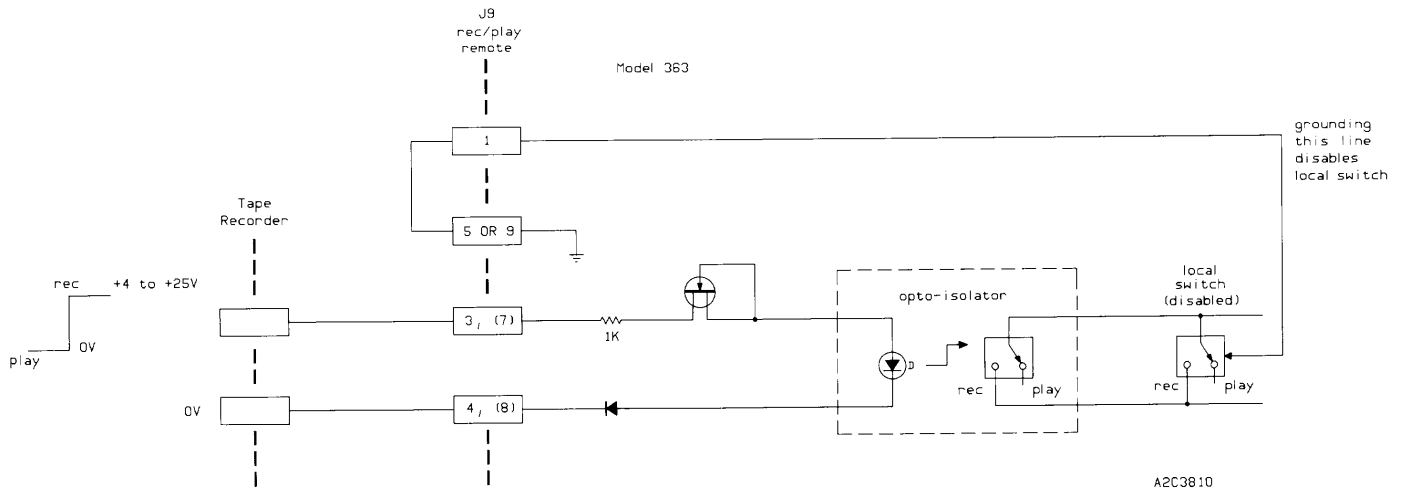 J9
rec/play
remote
Model 363
1
grounding
this line
disables
local switch
Tape
Recorder
5 OR 9
rec +4 to +25V
play 0V
3, (7)
1K
opto-isolator
local
switch
(disabled)
D
rec play
rec play
0V
4, (8)
A2C3810